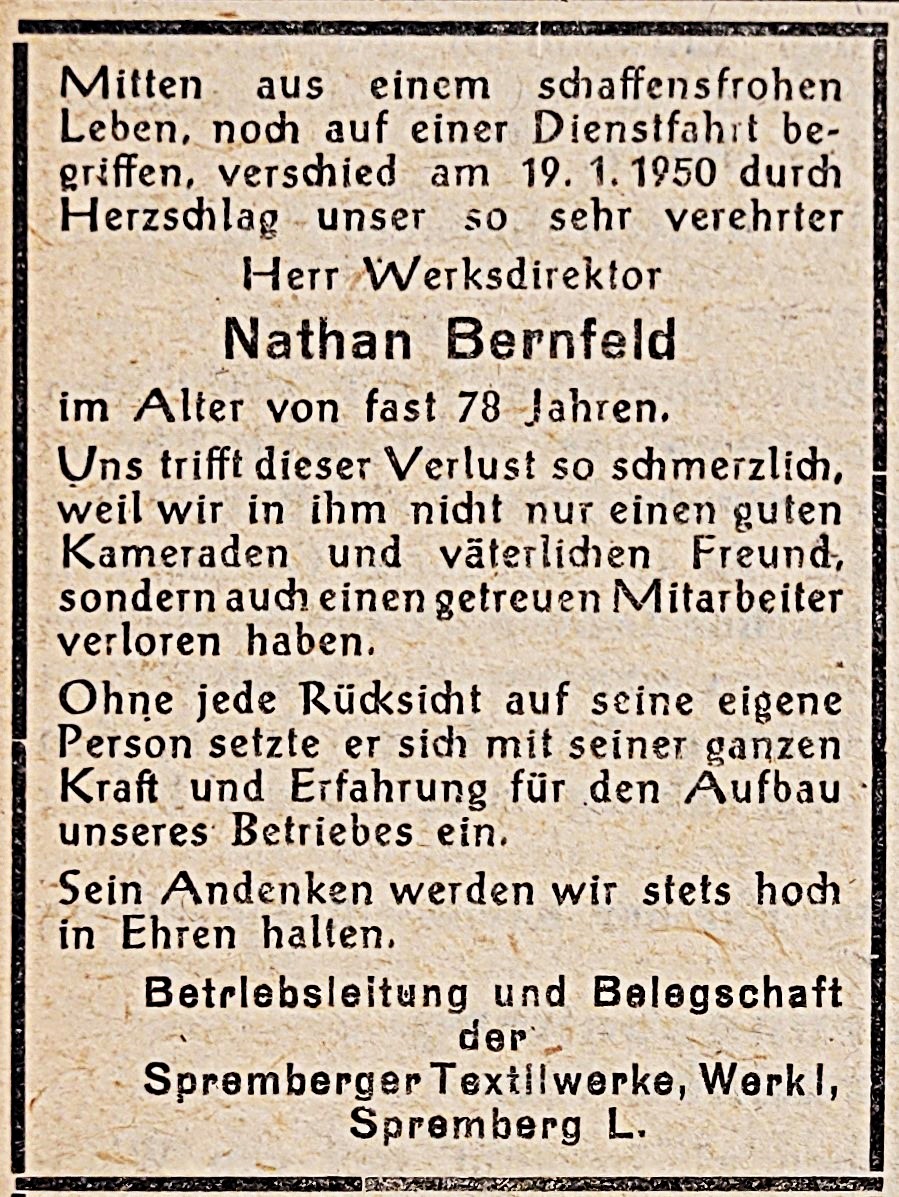 Mitten aus einem schaffensfrohen
Leben, noch auf einer Dienstfahrt be-
griffen, verschied am 19. 1. 1950 durch
Herzschlag unser so sehr verehrter
Herr Werksdirektor
Nathan Bernfeld
im Alter von fast 78 Jahren.
Uns trifft dieser Verlust so schmerzlich,
weil wir in ihm nicht nur einen guten
Kameraden und väterlichen Freund,
sondern auch einen getreuen Mitarbeiter
verloren haben.
Ohne jede Rücksicht auf seine eigene
Person setzte er sich mit seiner ganzen
Kraft und Erfahrung für den Aufbau
unseres Betriebes ein.
Sein Andenken werden wir stets hoch
in Ehren halten.
Betriebsleitung und Belegschaft
der
Spremberger Textilwerke, Werk I,
Spremberg L.